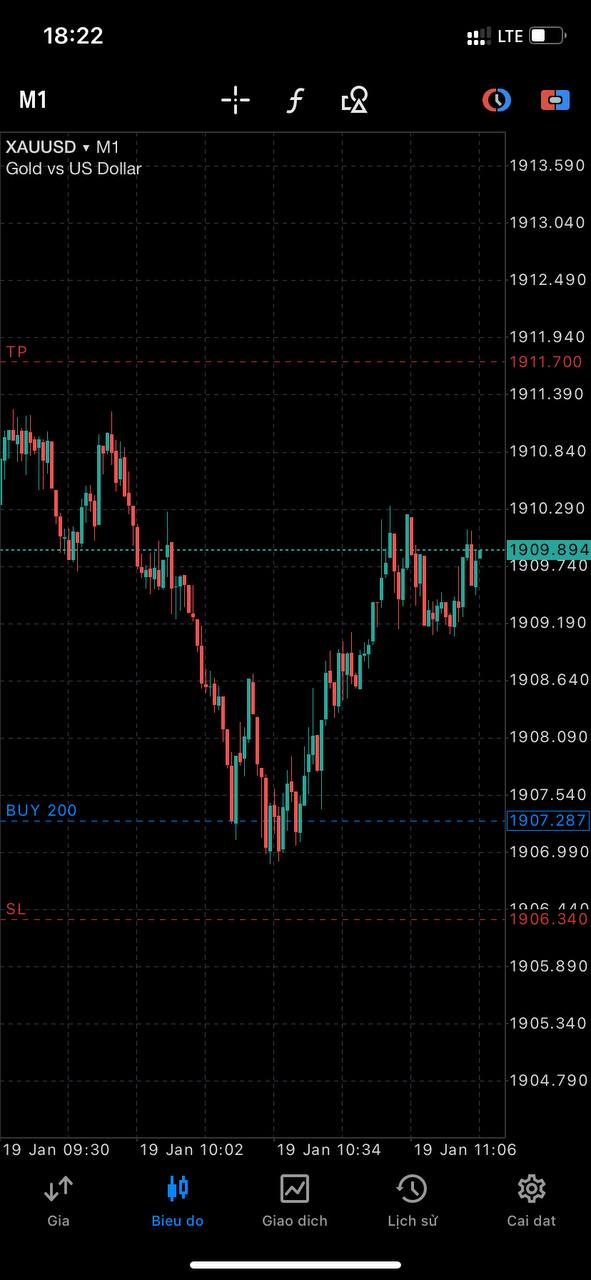 18:22
LTE
M1
XAUUSD ▾ M1
Gold vs US Dollar
1913.590
1913.040
1912.490
1911.940
TP
1911.700
1911.390
1910.840
1910.290
1909.894
1909.740
1909.190
1908.640
1908.090
1907.540
BUY 200
1907.287
1906.990
SL
1906.440
1906.340
1905.890
1905.340
1904.790
19 Jan 09:30
19 Jan 10:02
19 Jan 10:34
19 Jan 11:06
Gia
Bieu do
Giao dich
Lịch sử
Cai dat